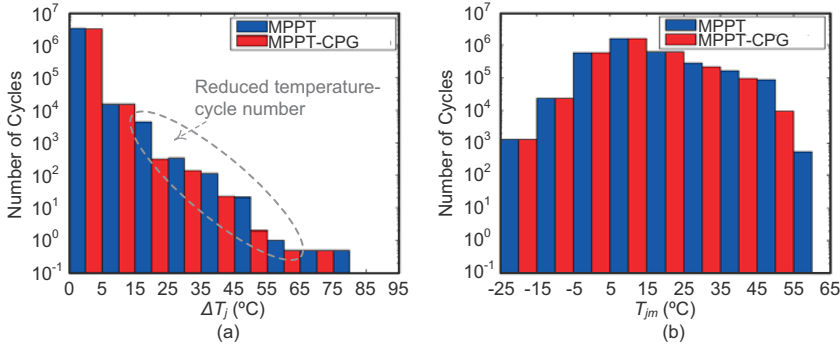 10^7
10^6
10^5
10^4
10^3
10^2
10^1
10^0
10^-1
Number of Cycles
MPPT
MPPT-CPG
Reduced temperature-
cycle number
0 5 15 25 35 45 55 65 75 85 95
ΔTj (ºC)
(a)
10^7
10^6
10^5
10^4
10^3
10^2
10^1
10^0
10^-1
Number of Cycles
MPPT
MPPT-CPG
-25 -15 -5 5 15 25 35 45 55 65
Tjm (ºC)
(b)